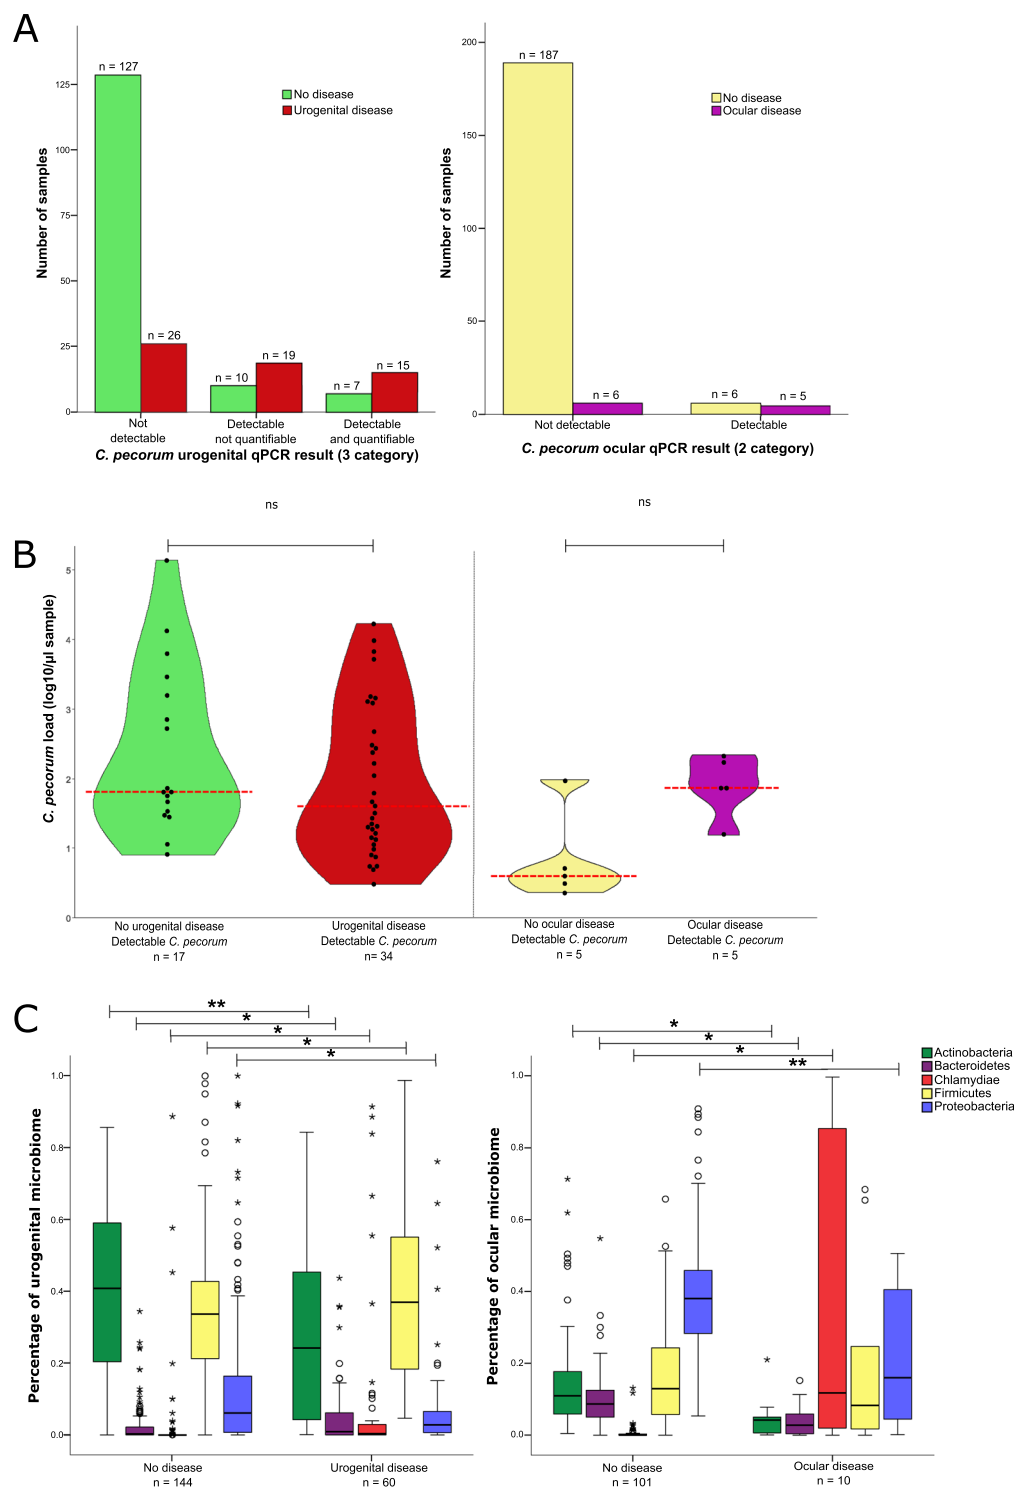 A
n = 127
n = 26
n = 10
n = 19
n = 7
n = 15
No disease
Urogenital disease
Number of samples
125
100
75
50
25
0
Not
detectable
Detectable
not quantifiable
Detectable
and quantifiable
C. pecorum urogenital qPCR result (3 category)
n = 187
n = 6
n = 6
n = 5
No disease
Ocular disease
Number of samples
200
150
100
50
0
Not detectable
Detectable
C. pecorum ocular qPCR result (2 category)
B
ns
ns
C. pecorum load (log10/µl sample)
5
4
3
2
1
0
No urogenital disease
Detectable C. pecorum
n = 17
Urogenital disease
Detectable C. pecorum
n= 34
No ocular disease
Detectable C. pecorum
n = 5
Ocular disease
Detectable C. pecorum
n = 5
C
**
*
*
*
*
Percentage of urogenital microbiome
1.0
0.8
0.6
0.4
0.2
0.0
No disease
n = 144
Urogenital disease
n = 60
*
*
*
**
Percentage of ocular microbiome
1.0
0.8
0.6
0.4
0.2
0.0
No disease
n = 101
Ocular disease
n = 10
Actinobacteria
Bacteroidetes
Chlamydiae
Firmicutes
Proteobacteria